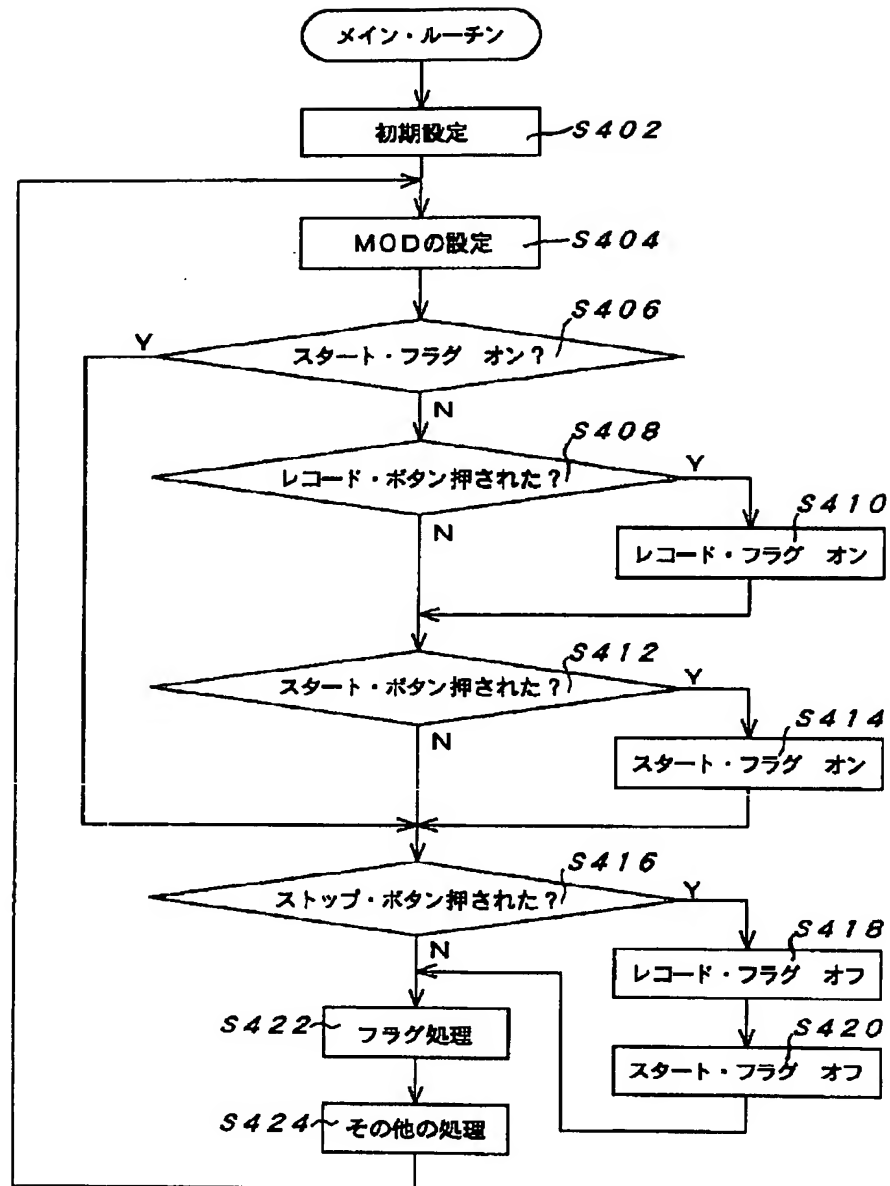 メイン・ルーチン
初期設定
S402
MODの設定
S404
S406
Y
スタート・フラグ オン?
N
S408
レコード・ボタン押された?
Y
N
S410
レコード・フラグ オン
S412
スタート・ボタン押された?
Y
N
S414
スタート・フラグ オン
S416
ストップ・ボタン押された?
Y
N
S418
レコード・フラグ オフ
S422
フラグ処理
S420
スタート・フラグ オフ
S424
その他の処理